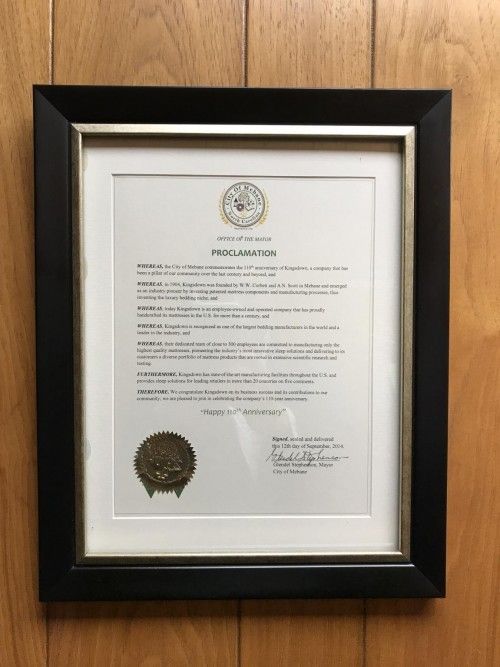 City Of Mebane
North Carolina
OFFICE OF THE MAYOR
PROCLAMATION
WHEREAS, the City of Mebane commemorates the 110th anniversary of Kingsdown, a company that has
been a pillar of our community over the last century and beyond, and
WHEREAS, in 1904, Kingsdown was founded by W.W. Corbett and A.N. Scott in Mebane and emerged
as an industry pioneer by inventing patented mattress components and manufacturing processes, thus
inventing the luxury bedding niche, and
WHEREAS, today Kingsdown is an employee-owned and operated company that has proudly
handcrafted its mattresses in the U.S. for more than a century, and
WHEREAS, Kingsdown is recognized as one of the largest bedding manufacturers in the world and a
leader in the industry, and
WHEREAS, their dedicated team of close to 300 employees are committed to manufacturing only the
highest quality mattresses, pioneering the industry's most innovative sleep solutions and delivering to its
customers a diverse portfolio of mattress products that are rooted in extensive scientific research and
testing.
FURTHERMORE, Kingsdown has state-of-the-art manufacturing facilities throughout the U.S. and
provides sleep solutions for leading retailers in more than 20 countries on five continents.
THEREFORE, We congratulate Kingsdown on its business success and its contributions to our
community; we are pleased to join in celebrating the company's 110 year anniversary.
"Happy 110th Anniversary"
Signed, sealed and delivered
this 12th day of September, 2014.
Glendel Stephenson
Glendel Stephenson, Mayor
City of Mebane